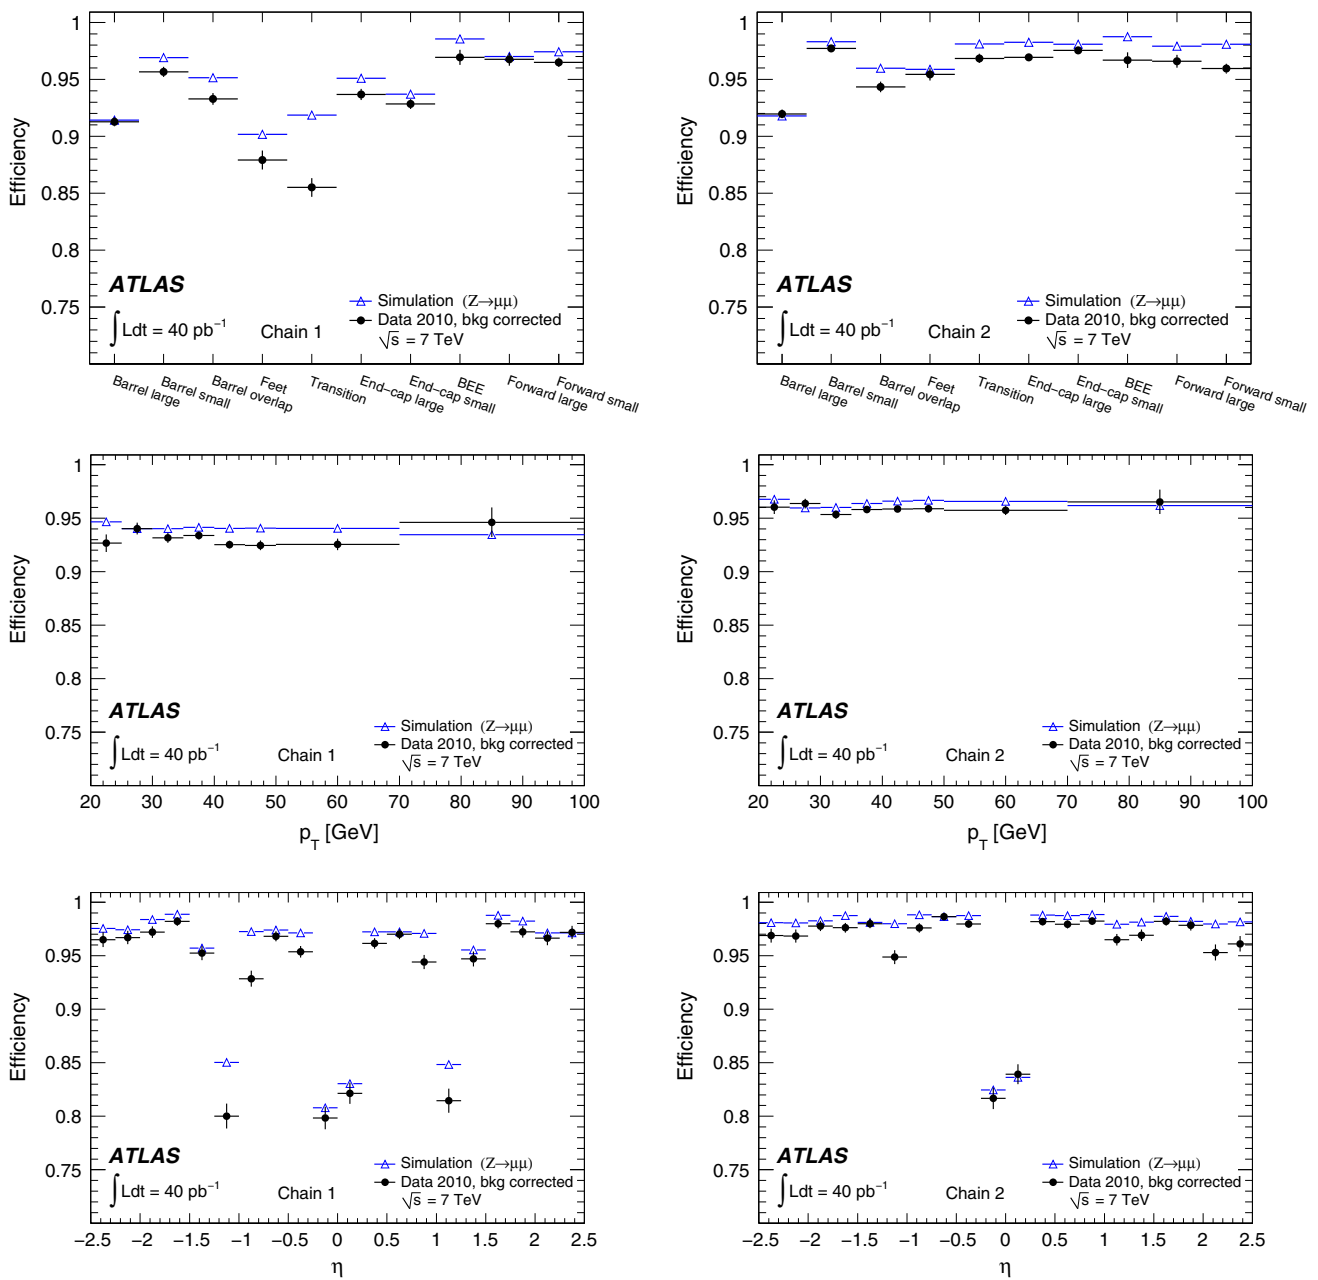 1
0.95
0.9
0.85
0.8
0.75
Efficiency
ATLAS
∫Ldt = 40 pb−1
Chain 1
Simulation (Z→μμ)
Data 2010, bkg corrected
√s = 7 TeV
Barrel large
Barrel small
Barrel overlap
Feet
Transition
End−cap large
End−cap small
BEE
Forward large
Forward small
1
0.95
0.9
0.85
0.8
0.75
Efficiency
ATLAS
∫Ldt = 40 pb−1
Chain 2
Simulation (Z→μμ)
Data 2010, bkg corrected
√s = 7 TeV
Barrel large
Barrel small
Barrel overlap
Feet
Transition
End−cap large
End−cap small
BEE
Forward large
Forward small
1
0.95
0.9
0.85
0.8
0.75
Efficiency
ATLAS
∫Ldt = 40 pb−1
Chain 1
Simulation (Z→μμ)
Data 2010, bkg corrected
√s = 7 TeV
20 30 40 50 60 70 80 90 100
pT [GeV]
1
0.95
0.9
0.85
0.8
0.75
Efficiency
ATLAS
∫Ldt = 40 pb−1
Chain 2
Simulation (Z→μμ)
Data 2010, bkg corrected
√s = 7 TeV
20 30 40 50 60 70 80 90 100
pT [GeV]
1
0.95
0.9
0.85
0.8
0.75
Efficiency
ATLAS
∫Ldt = 40 pb−1
Chain 1
Simulation (Z→μμ)
Data 2010, bkg corrected
√s = 7 TeV
−2.5 −2 −1.5 −1 −0.5 0 0.5 1 1.5 2 2.5
η
1
0.95
0.9
0.85
0.8
0.75
Efficiency
ATLAS
∫Ldt = 40 pb−1
Chain 2
Simulation (Z→μμ)
Data 2010, bkg corrected
√s = 7 TeV
−2.5 −2 −1.5 −1 −0.5 0 0.5 1 1.5 2 2.5
η